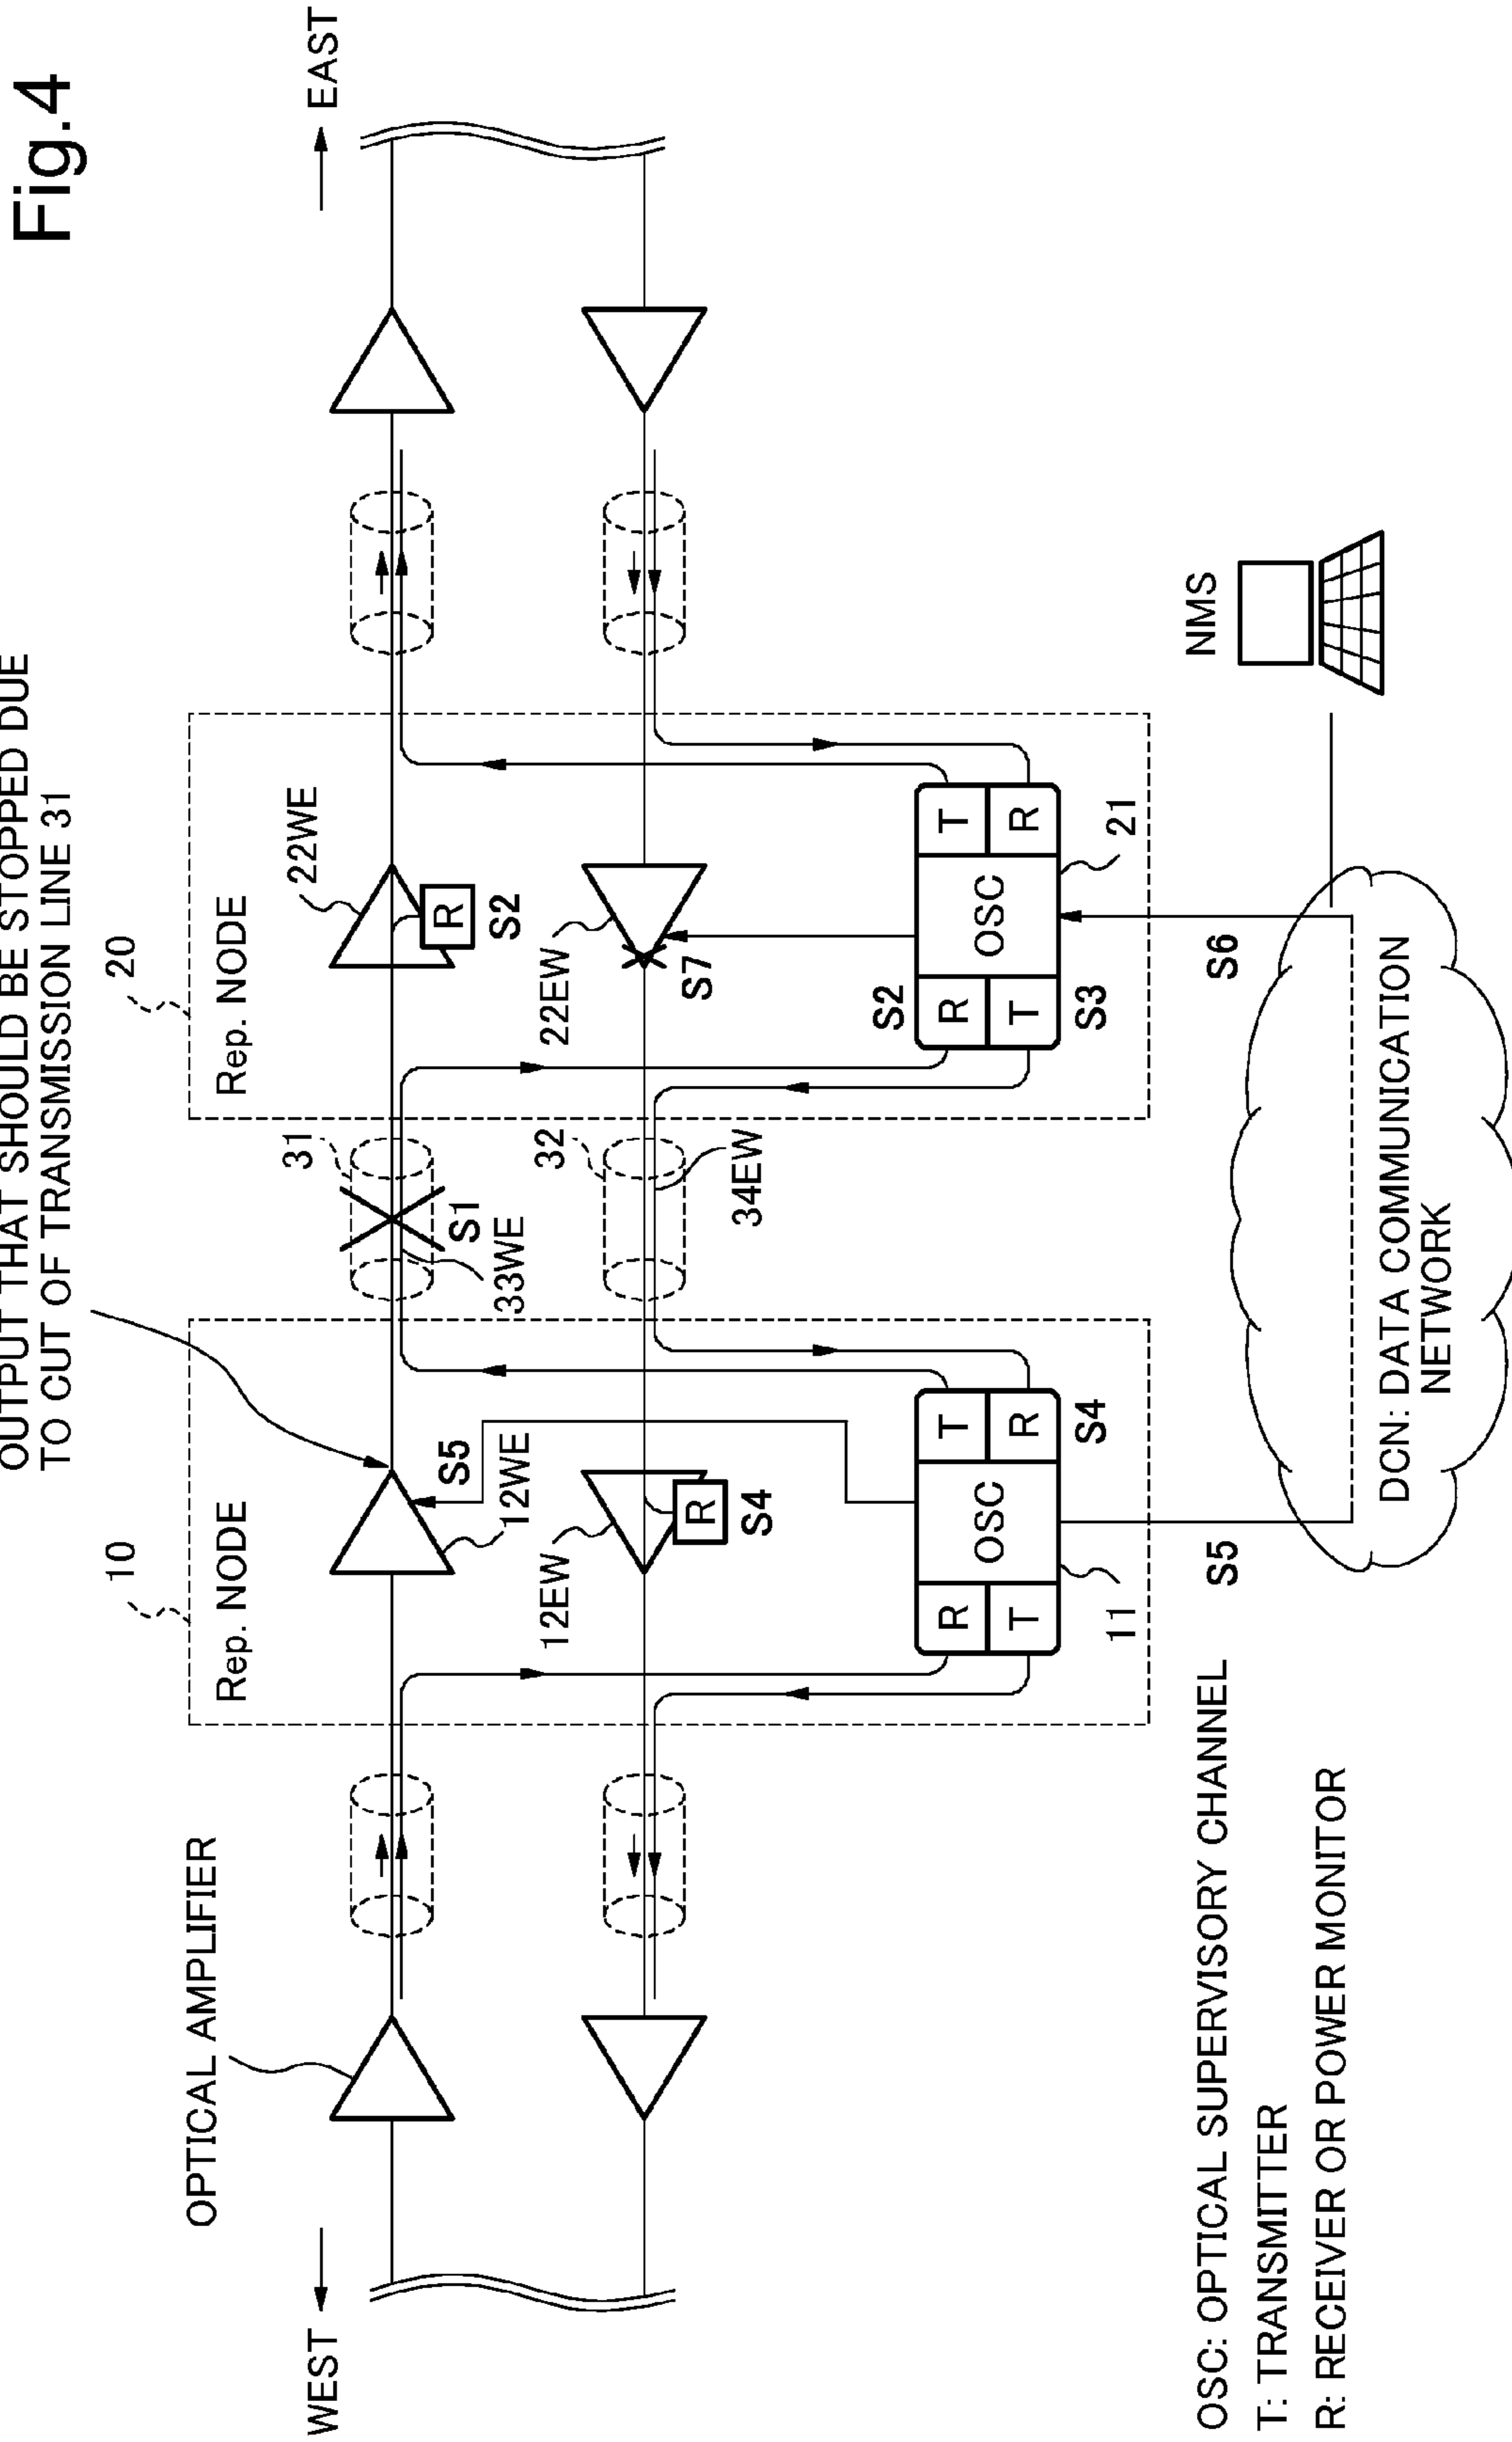 Fig.4
OUTPUT THAT SHOULD BE STOPPED DUE
TO CUT OF TRANSMISSION LINE 31
WEST
EAST
OPTICAL AMPLIFIER
10
Rep. NODE
20
Rep. NODE
S5
12WE
31
S1
33WE
22WE
R
S2
12EW
R
S4
32
34EW
22EW
S7
R
T
OSC
T
R
S4
11
S2
R
T
S3
OSC
T
R
21
S5
S6
NMS
DCN: DATA COMMUNICATION
NETWORK
OSC: OPTICAL SUPERVISORY CHANNEL
T: TRANSMITTER
R: RECEIVER OR POWER MONITOR